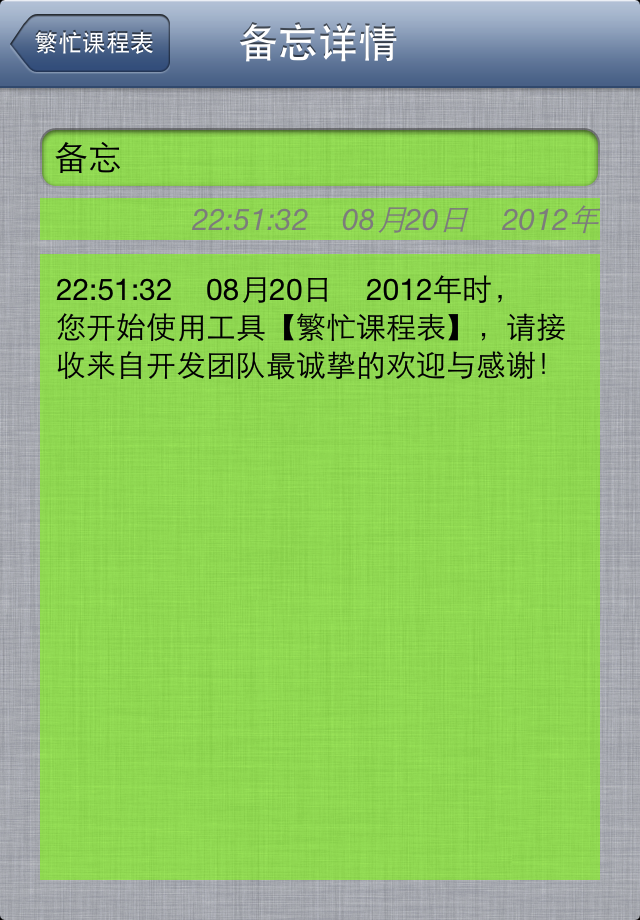 繁忙课程表
备忘详情
备忘
22:51:32 08月20日 2012年
22:51:32 08月20日 2012年时，
您开始使用工具【繁忙课程表】，请接
收来自开发团队最诚挚的欢迎与感谢！